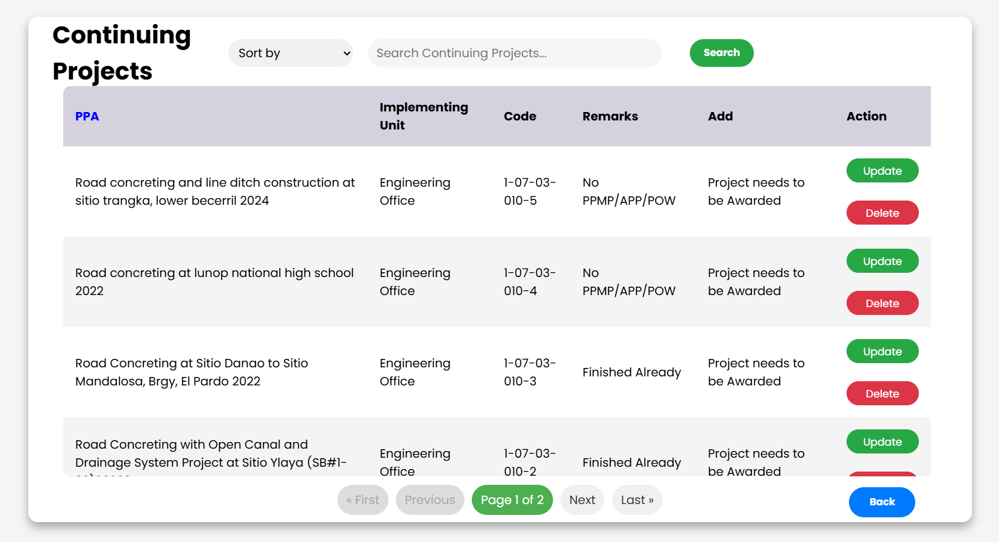 Continuing
Projects
Sort by
Search Continuing Projects...
Search
PPA
Implementing
Unit
Code
Remarks
Add
Action
Road concreting and line ditch construction at
sitio trangka, lower becerril 2024
Engineering
Office
1-07-03-
010-5
No
PPMP/APP/POW
Project needs to
be Awarded
Update
Delete
Road concreting at lunop national high school
2022
Engineering
Office
1-07-03-
010-4
No
PPMP/APP/POW
Project needs to
be Awarded
Update
Delete
Road Concreting at Sitio Danao to Sitio
Mandalosa, Brgy, El Pardo 2022
Engineering
Office
1-07-03-
010-3
Finished Already
Project needs to
be Awarded
Update
Delete
Road Concreting with Open Canal and
Drainage System Project at Sitio Ylaya (SB#1-
Engineering
Office
1-07-03-
010-2
Finished Already
Project needs to
be Awarded
Update
« First
Previous
Page 1 of 2
Next
Last »
Back